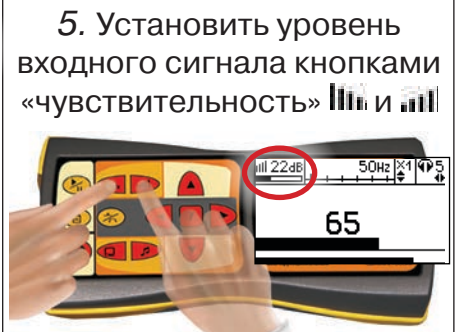 5. Установить уровень
входного сигнала кнопками
«чувствительность» и
22dB 50Hz X1 5
65